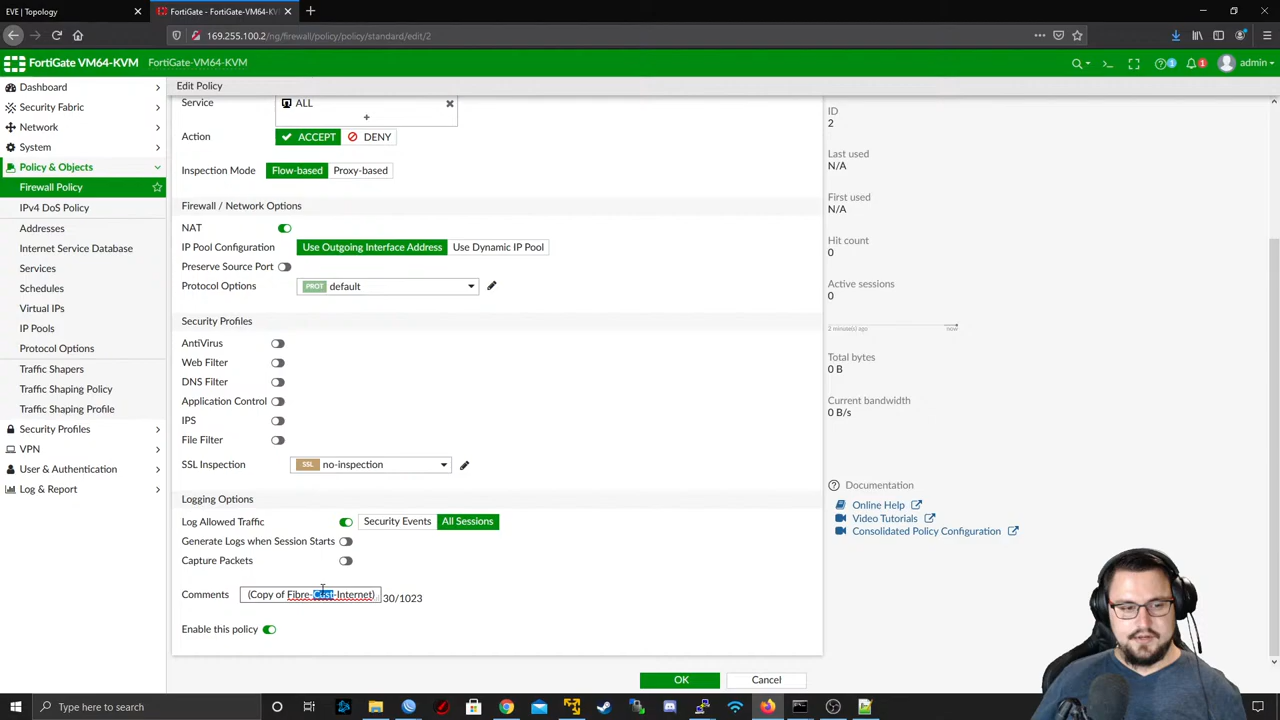 EVE | Topology
FortiGate - FortiGate-VM64-KVM
169.255.100.2/ng/firewall/policy/policy/standard/edit/2
FortiGate VM64-KVM
FortiGate-VM64-KVM
1
1
admin
Dashboard
Security Fabric
Network
System
Policy & Objects
Firewall Policy
IPv4 DoS Policy
Addresses
Internet Service Database
Services
Schedules
Virtual IPs
IP Pools
Protocol Options
Traffic Shapers
Traffic Shaping Policy
Traffic Shaping Profile
Security Profiles
VPN
User & Authentication
Log & Report
Edit Policy
Service
ALL
+
Action
ACCEPT
DENY
Inspection Mode
Flow-based
Proxy-based
Firewall / Network Options
NAT
IP Pool Configuration
Use Outgoing Interface Address
Use Dynamic IP Pool
Preserve Source Port
Protocol Options
PROT
default
Security Profiles
AntiVirus
Web Filter
DNS Filter
Application Control
IPS
File Filter
SSL Inspection
SSL
no-inspection
Logging Options
Log Allowed Traffic
Security Events
All Sessions
Generate Logs when Session Starts
Capture Packets
Comments
(Copy of Fibre-Cust-Internet)
30/1023
Enable this policy
OK
Cancel
ID
2
Last used
N/A
First used
N/A
Hit count
0
Active sessions
0
2 minute(s) ago
now
Total bytes
0 B
Current bandwidth
0 B/s
Documentation
Online Help
Video Tutorials
Consolidated Policy Configuration
Type here to search